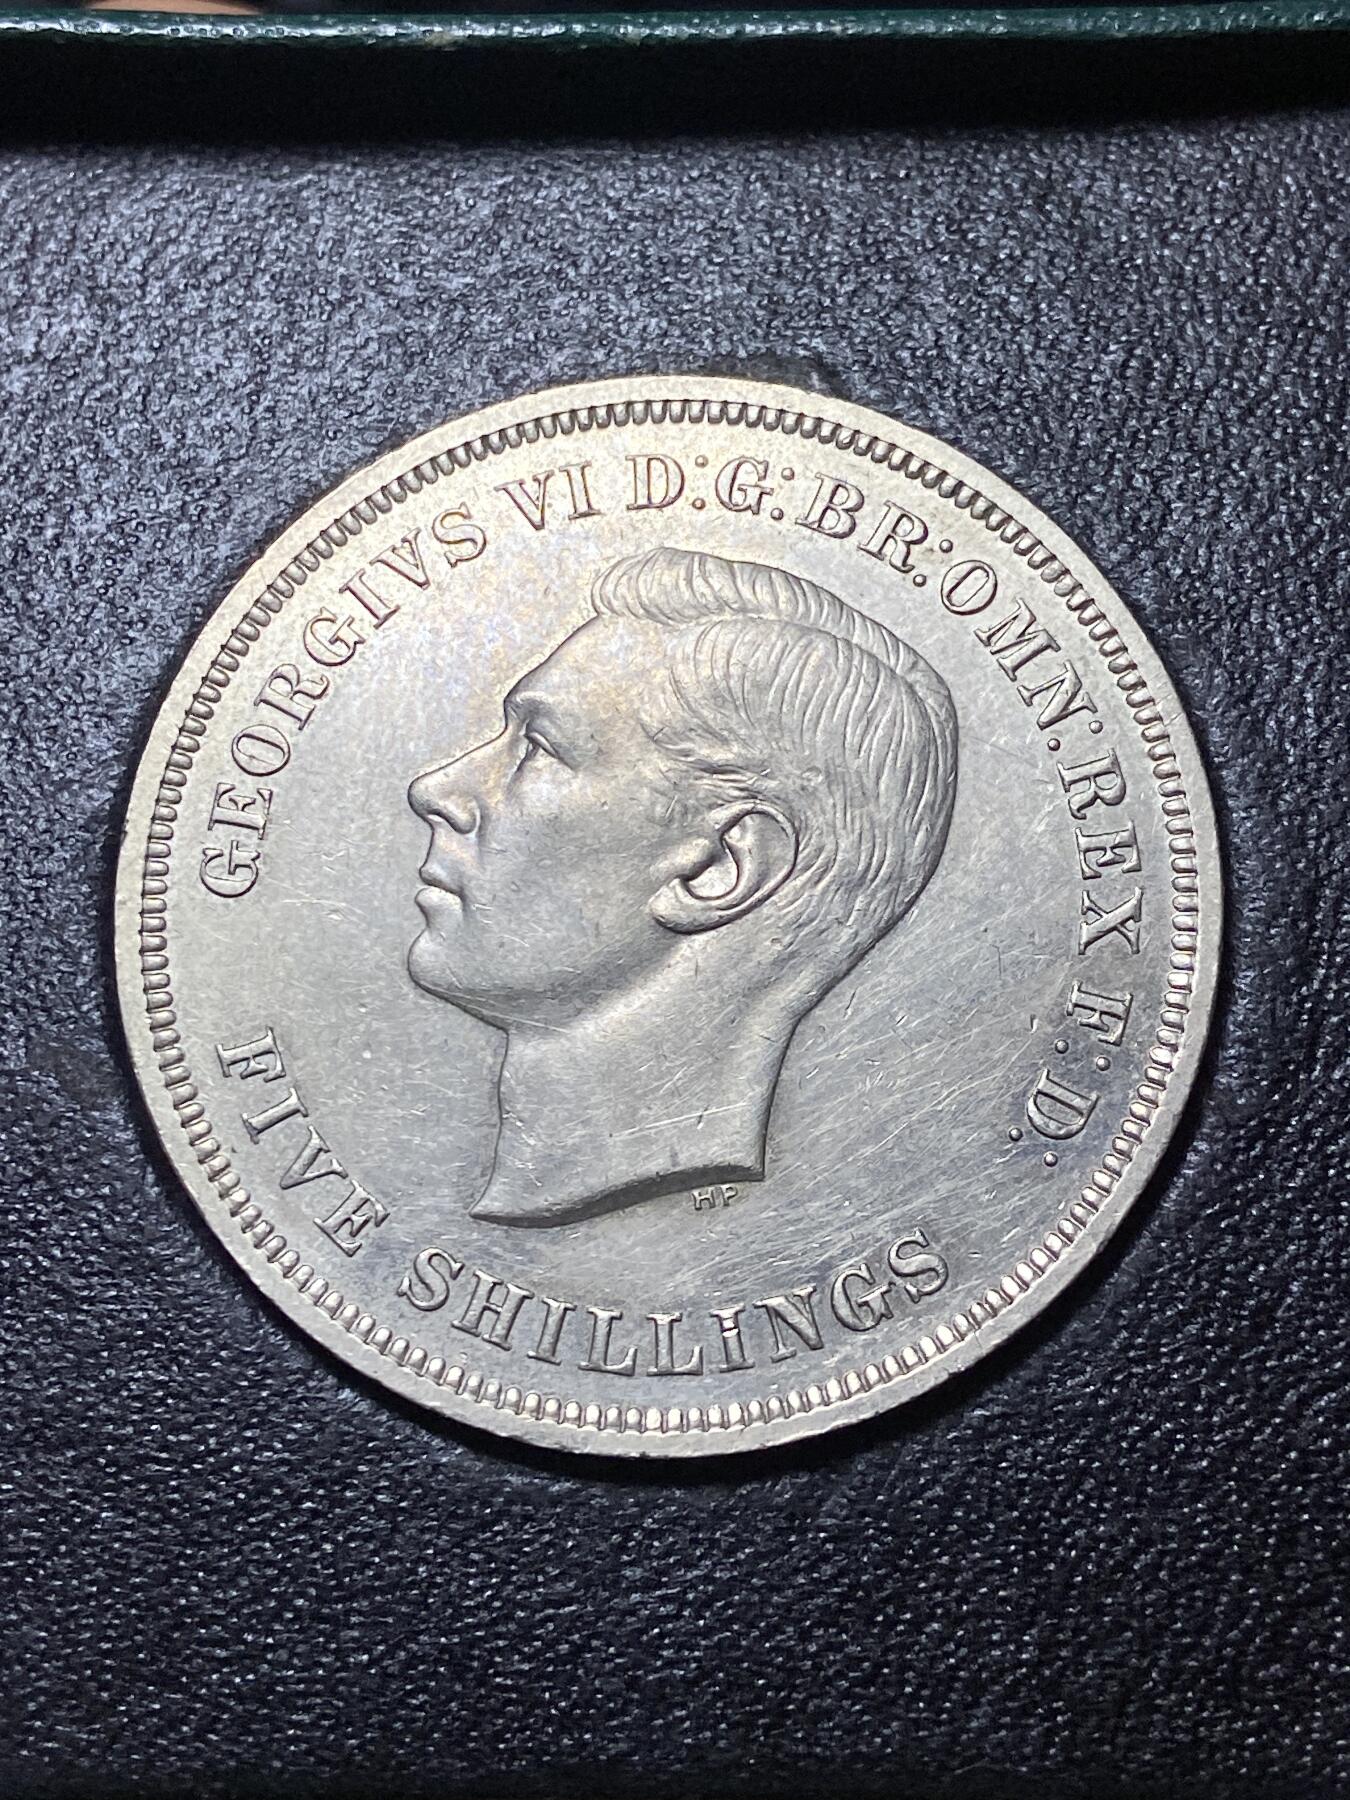 GEORGIVS VI D:G:BR:OMN:REX F:D:
HP
FIVE SHILLINGS